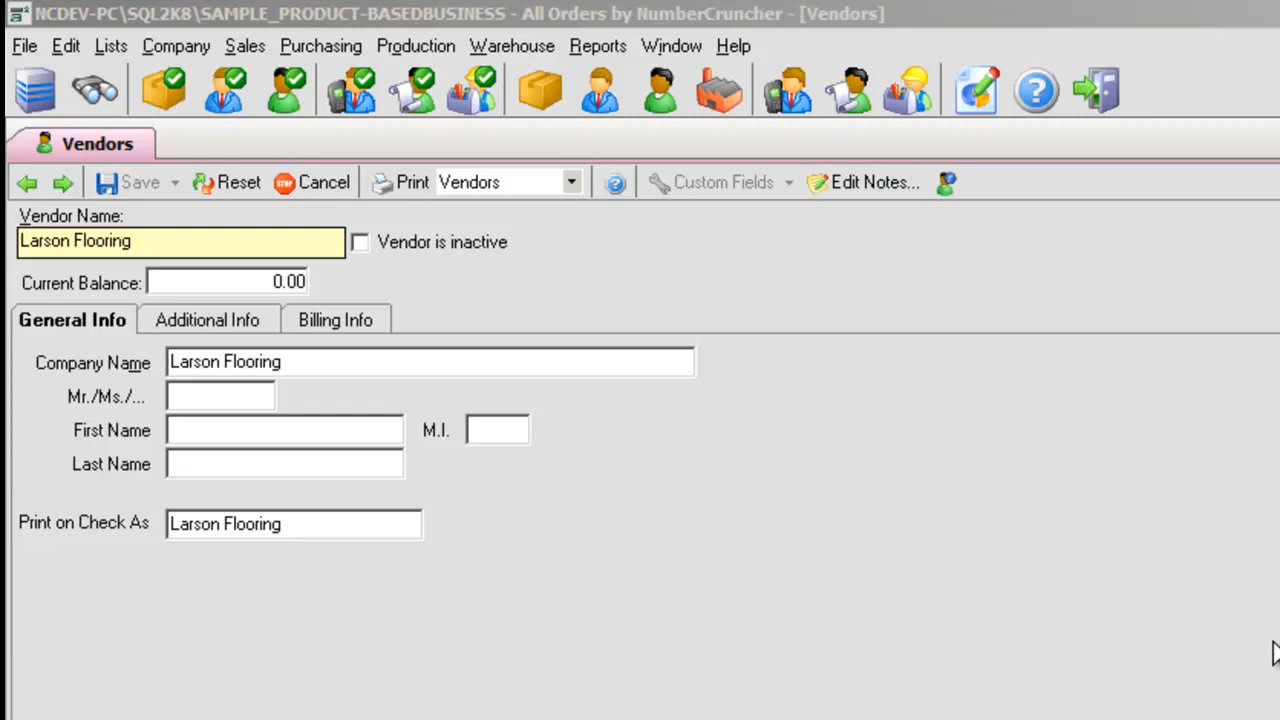 NCDEV-PC\SQL2K8\SAMPLE_PRODUCT-BASEDBUSINESS - All Orders by NumberCruncher - [Vendors]
File Edit Lists Company Sales Purchasing Production Warehouse Reports Window Help
Vendors
Save Reset STOP Cancel Print Vendors Custom Fields Edit Notes...
Vendor Name:
Larson Flooring Vendor is inactive
Current Balance: 0.00
General Info Additional Info Billing Info
Company Name Larson Flooring
Mr./Ms./...
First Name M.I.
Last Name
Print on Check As Larson Flooring